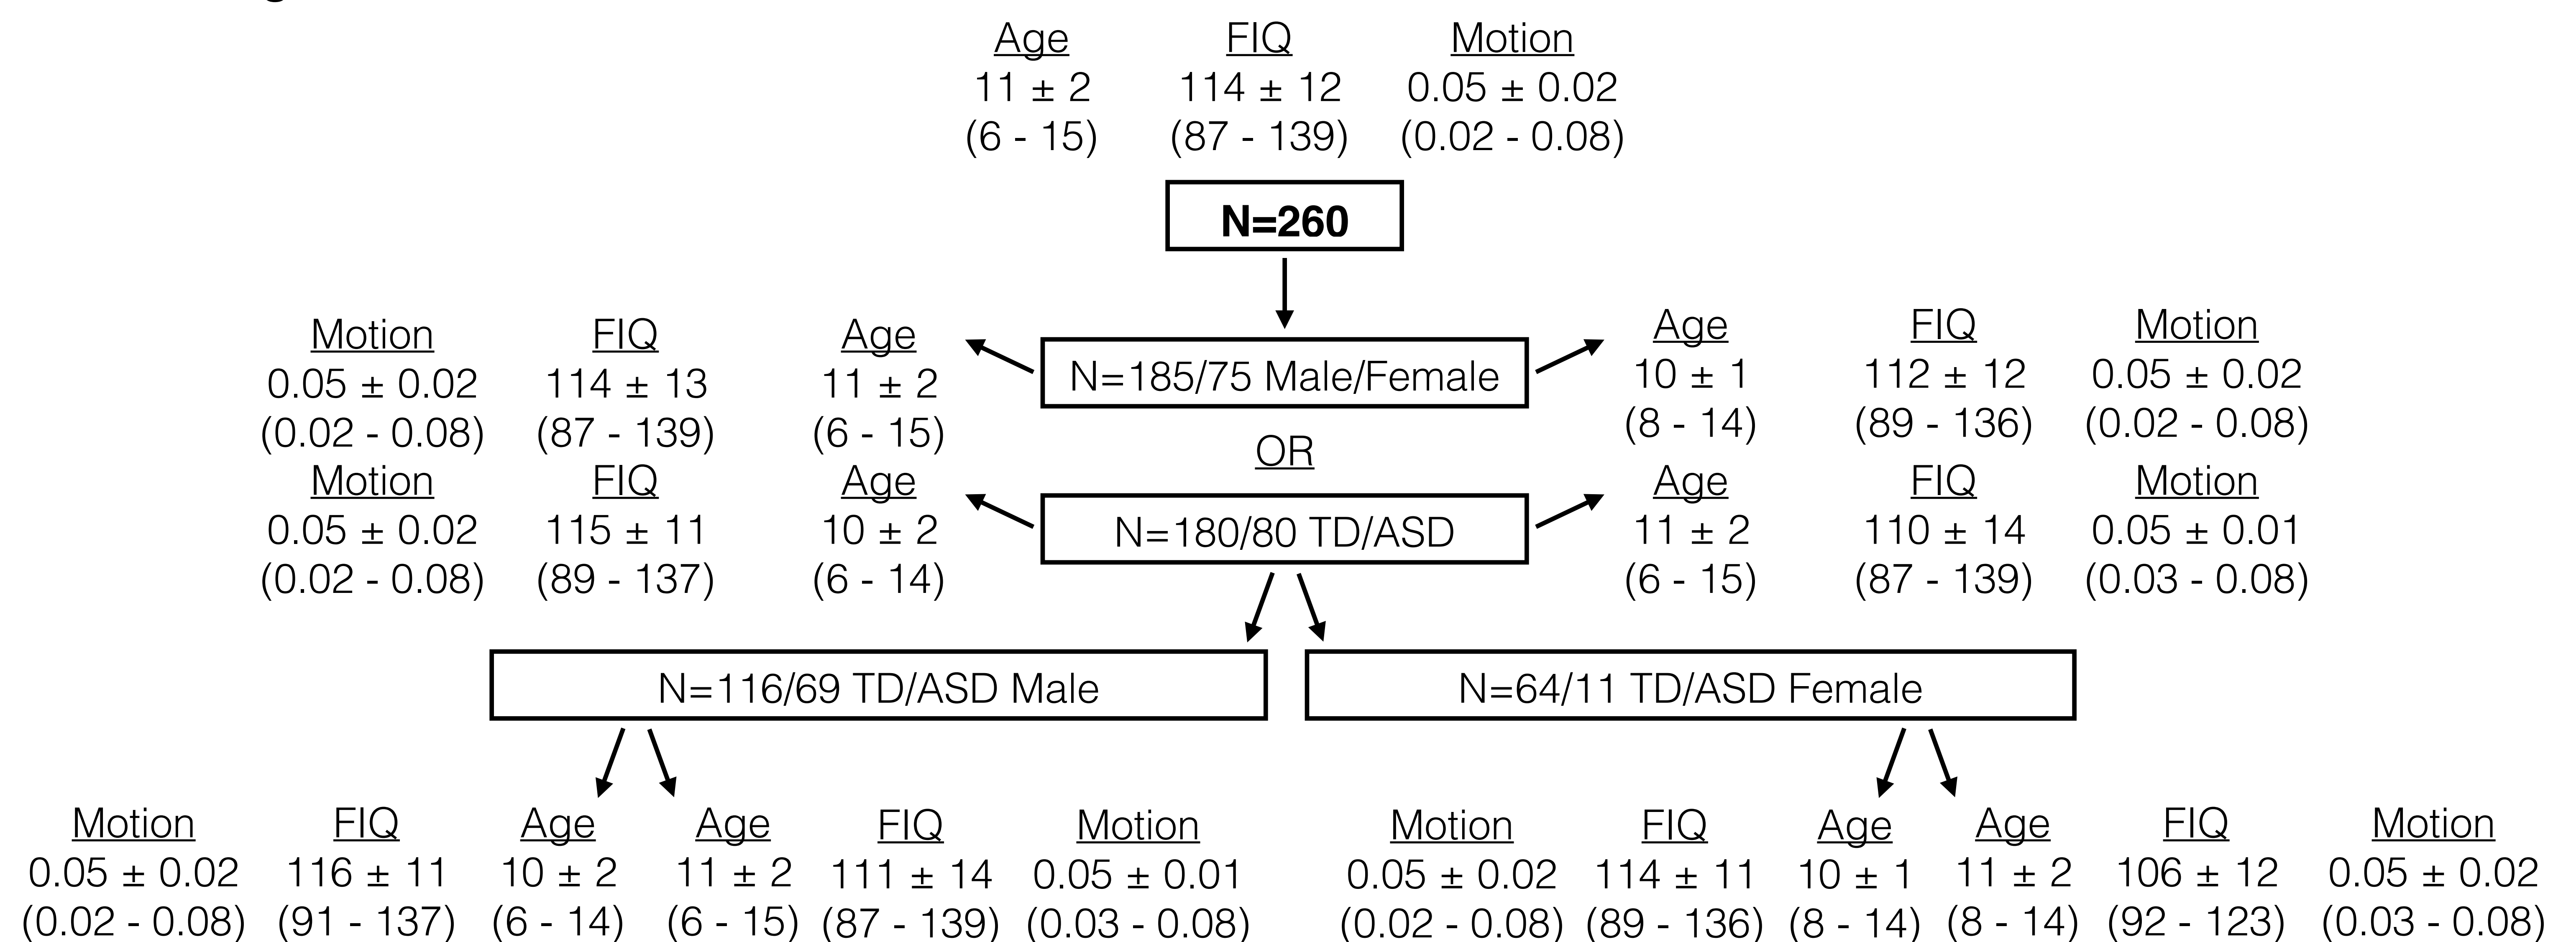 Age FIQ Motion
11 ± 2 114 ± 12 0.05 ± 0.02
(6 - 15) (87 - 139) (0.02 - 0.08)
N=260
Motion FIQ Age
0.05 ± 0.02 114 ± 13 11 ± 2
(0.02 - 0.08) (87 - 139) (6 - 15)
N=185/75 Male/Female
Age FIQ Motion
10 ± 1 112 ± 12 0.05 ± 0.02
(8 - 14) (89 - 136) (0.02 - 0.08)
OR
Motion FIQ Age
0.05 ± 0.02 115 ± 11 10 ± 2
(0.02 - 0.08) (89 - 137) (6 - 14)
N=180/80 TD/ASD
Age FIQ Motion
11 ± 2 110 ± 14 0.05 ± 0.01
(6 - 15) (87 - 139) (0.03 - 0.08)
N=116/69 TD/ASD Male
N=64/11 TD/ASD Female
Motion FIQ Age Age FIQ Motion
0.05 ± 0.02 116 ± 11 10 ± 2 11 ± 2 111 ± 14 0.05 ± 0.01
(0.02 - 0.08) (91 - 137) (6 - 14) (6 - 15) (87 - 139) (0.03 - 0.08)
Motion FIQ Age Age FIQ Motion
0.05 ± 0.02 114 ± 11 10 ± 1 11 ± 2 106 ± 12 0.05 ± 0.02
(0.02 - 0.08) (89 - 136) (8 - 14) (8 - 14) (92 - 123) (0.03 - 0.08)